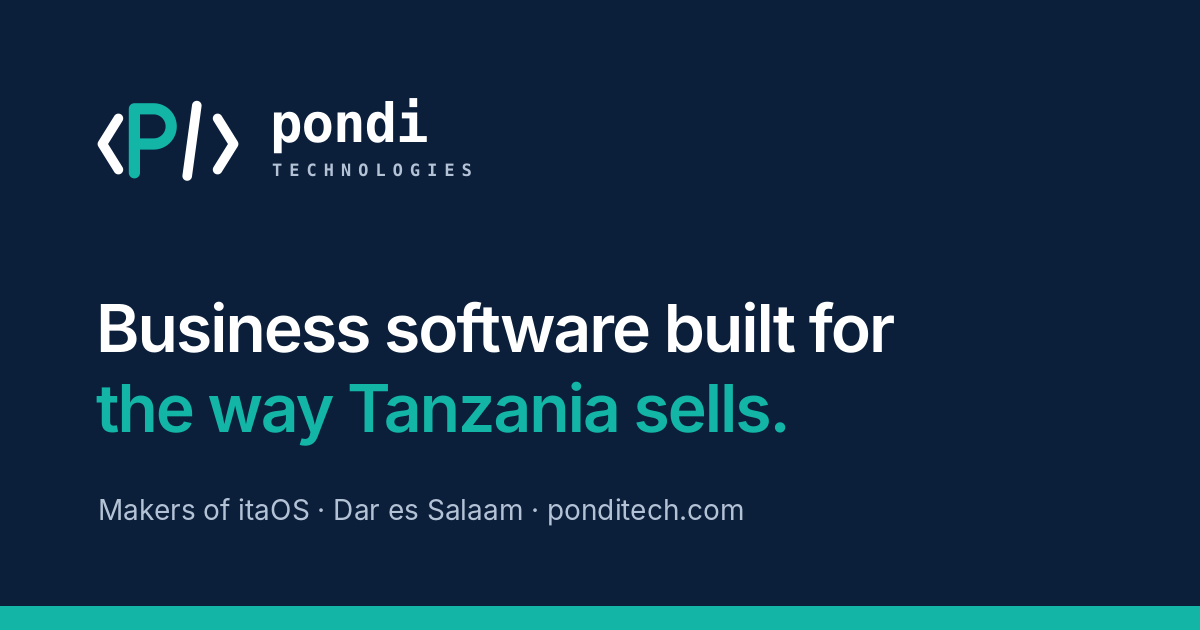 <P/> pondi
TECHNOLOGIES
Business software built for
the way Tanzania sells.
Makers of itaOS · Dar es Salaam · ponditech.com